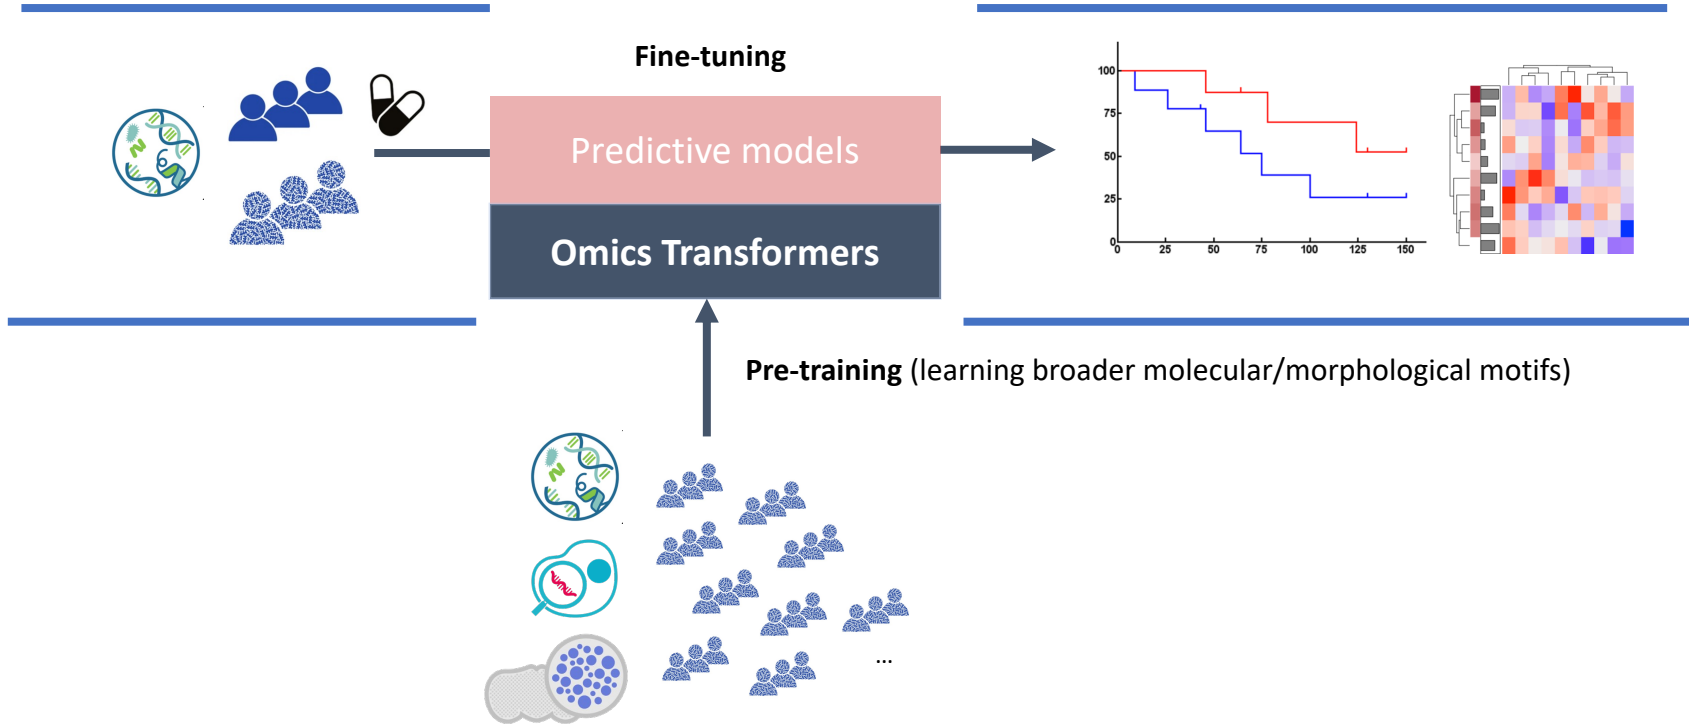 Fine-tuning
Predictive models
Omics Transformers
100
75
50
25
0
0 25 50 75 100 125 150
Pre-training (learning broader molecular/morphological motifs)
...